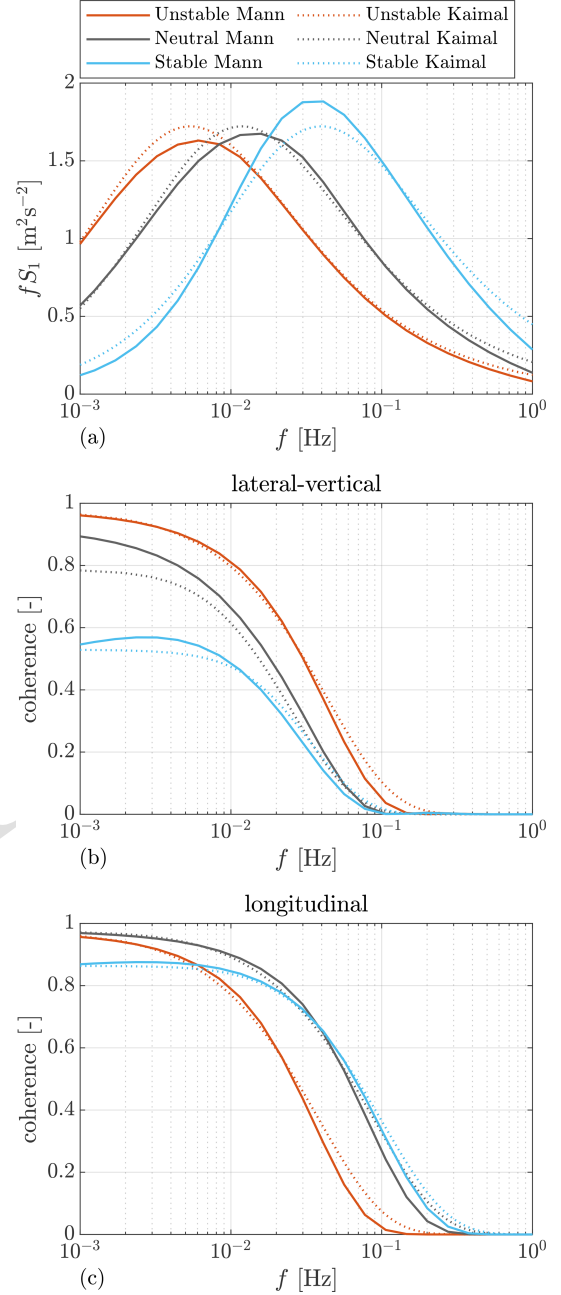 Unstable Mann Unstable Kaimal
Neutral Mann Neutral Kaimal
Stable Mann Stable Kaimal
2
1.5
1
0.5
0
fS₁ [m²s⁻²]
10⁻³ 10⁻² 10⁻¹ 10⁰
(a) f [Hz]
lateral-vertical
1
0.8
0.6
0.4
0.2
0
coherence [-]
10⁻³ 10⁻² 10⁻¹ 10⁰
(b) f [Hz]
longitudinal
1
0.8
0.6
0.4
0.2
0
coherence [-]
10⁻³ 10⁻² 10⁻¹ 10⁰
(c) f [Hz]